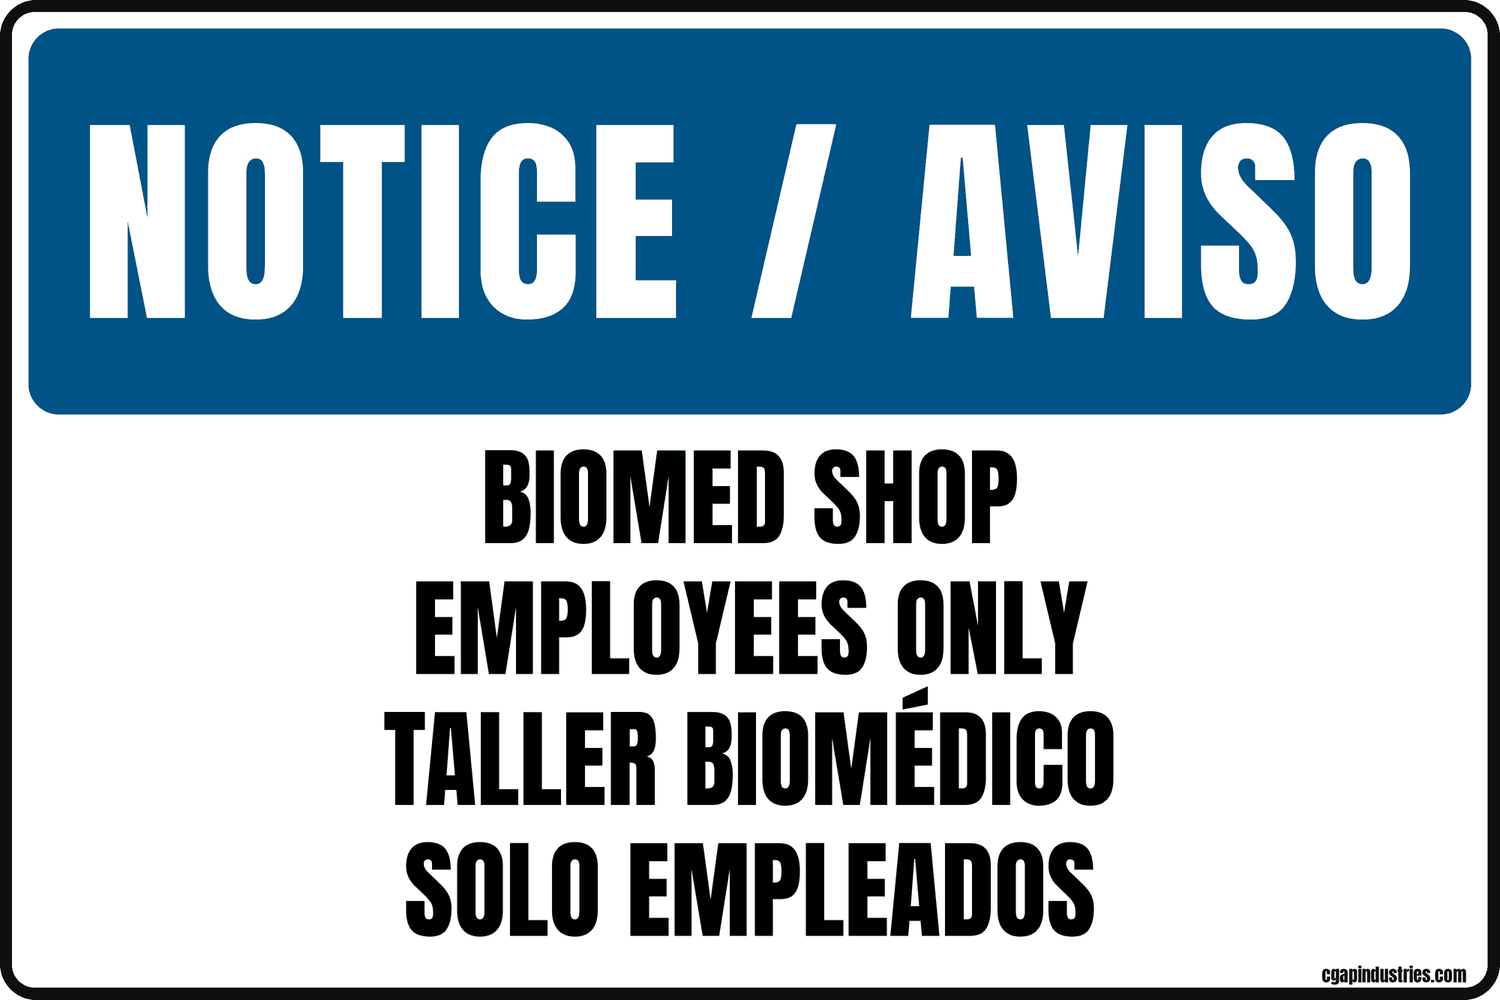 NOTICE / AVISO
BIOMED SHOP
EMPLOYEES ONLY
TALLER BIOMÉDICO
SOLO EMPLEADOS
cgapindustries.com